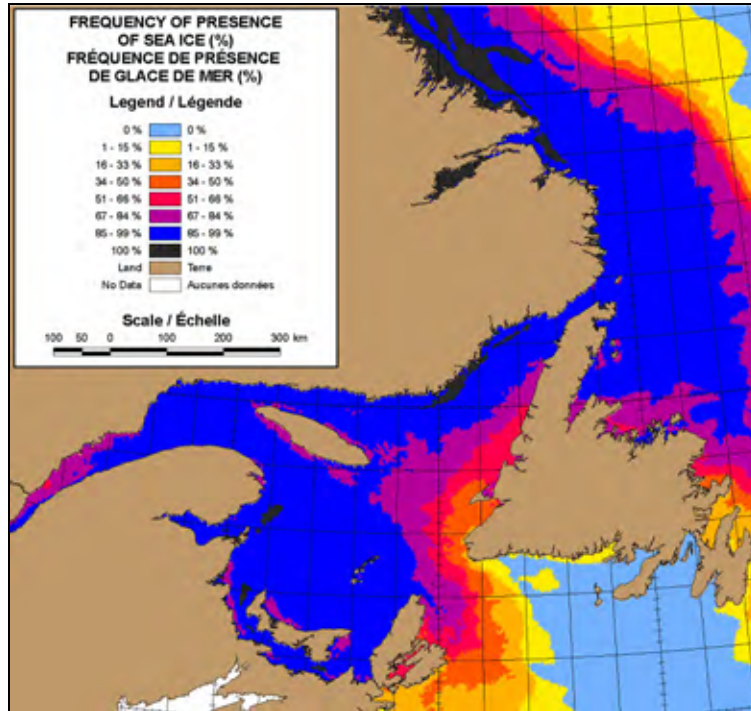 FREQUENCY OF PRESENCE
OF SEA ICE (%)
FRÉQUENCE DE PRÉSENCE
DE GLACE DE MER (%)
Legend / Légende
0 % 0 %
1 - 15 % 1 - 15 %
16 - 33 % 16 - 33 %
34 - 50 % 34 - 50 %
51 - 66 % 51 - 66 %
67 - 84 % 67 - 84 %
85 - 99 % 85 - 99 %
100 % 100 %
Land Terre
No Data Aucunes données
Scale / Échelle
100 50 0 100 200 300 km